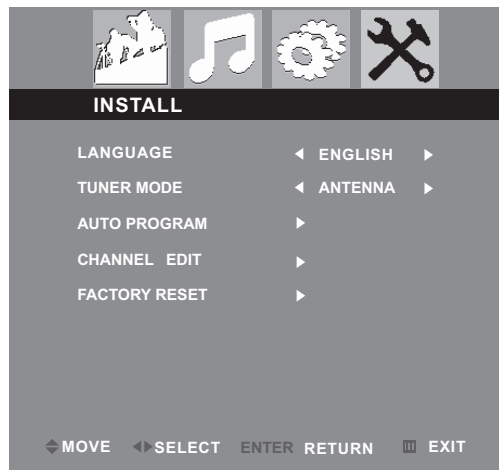 INSTALL
LANGUAGE ENGLISH
TUNER MODE ANTENNA
AUTO PROGRAM
CHANNEL EDIT
FACTORY RESET
MOVE SELECT ENTER RETURN EXIT